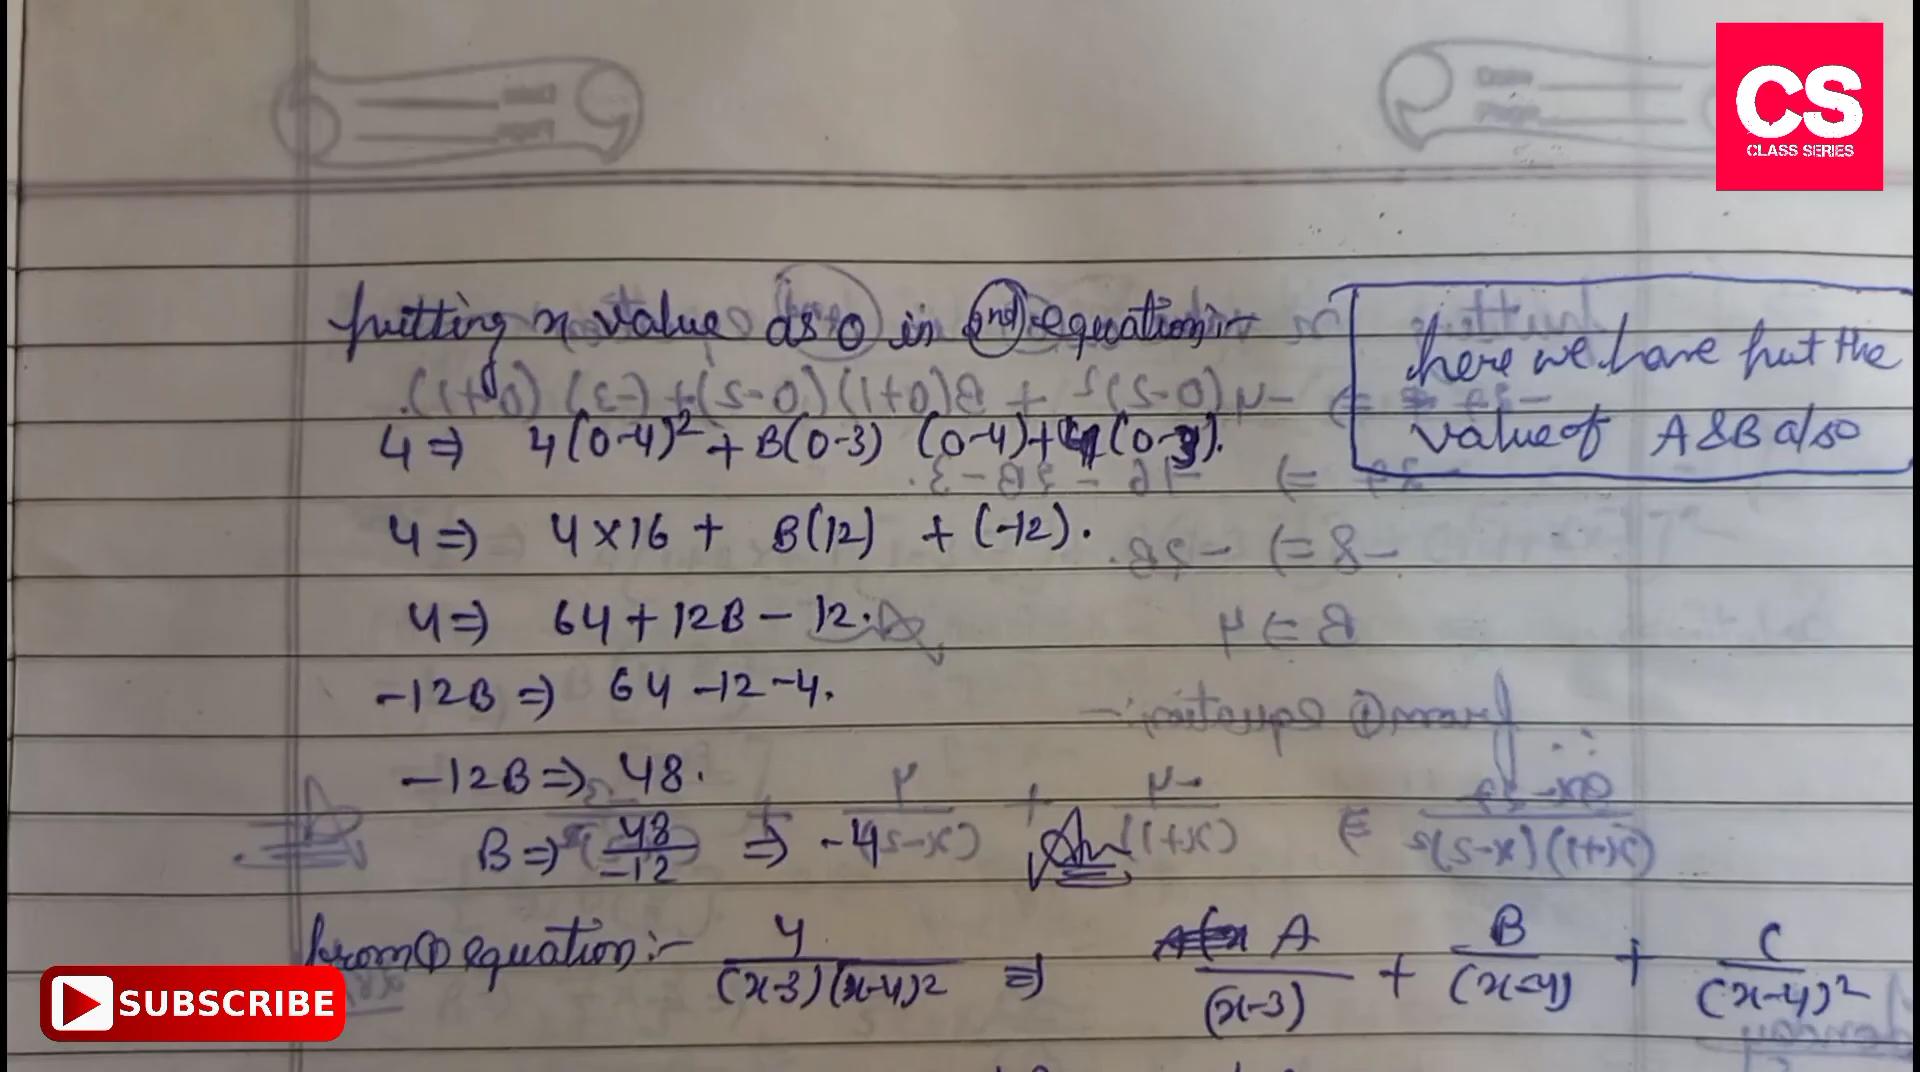 CS
CLASS SERIES
putting x value as 0 in 2nd equation:-
here we have put the
value of A & B also
4 ⇒ 4(0-4)² + B(0-3) (0-4) + 4(0-3).
4 ⇒ 4×16 + B(12) + (-12).
4 ⇒ 64 + 12B - 12.
-12B ⇒ 64 -12 -4.
-12B ⇒ 48.
B ⇒ 48/-12 ⇒ -4 Ans
from ① equation:- 4/(x-3)(x-4)² ⇒ A/(x-3) + B/(x-4) + C/(x-4)²
SUBSCRIBE